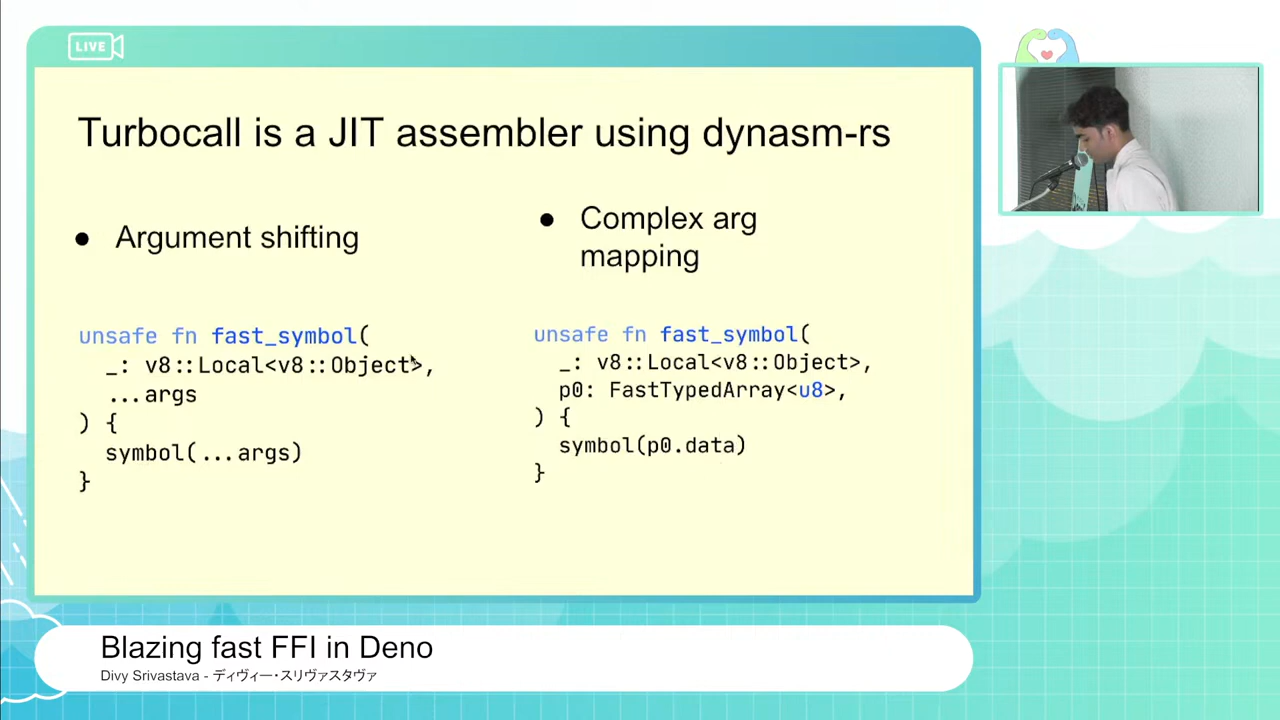 LIVE
Turbocall is a JIT assembler using dynasm-rs
● Argument shifting
unsafe fn fast_symbol(
_: v8::Local<v8::Object>,
...args
) {
symbol(...args)
}
● Complex arg
mapping
unsafe fn fast_symbol(
_: v8::Local<v8::Object>,
p0: FastTypedArray<u8>,
) {
symbol(p0.data)
}
Blazing fast FFI in Deno
Divy Srivastava - ディヴィー・スリヴァスタヴァ